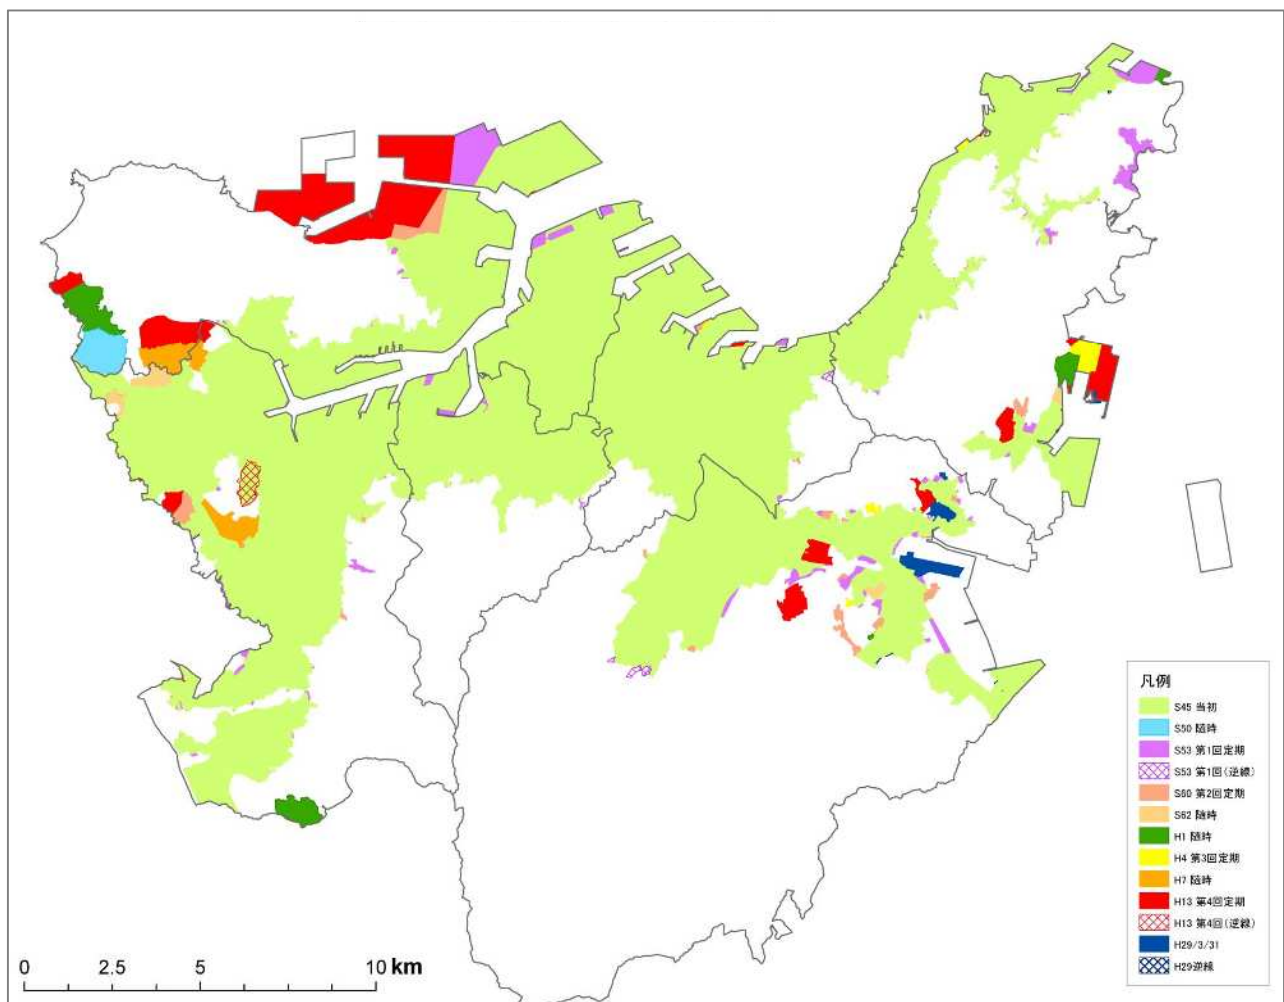 凡例
S45 当初
S50 随時
S53 第1回定期
S53 第1回(逆線)
S60 第2回定期
S62 随時
H1 随時
H4 第3回定期
H7 随時
H13 第4回定期
H13 第4回(逆線)
H29/3/31
H29逆線
0 2.5 5 10 km